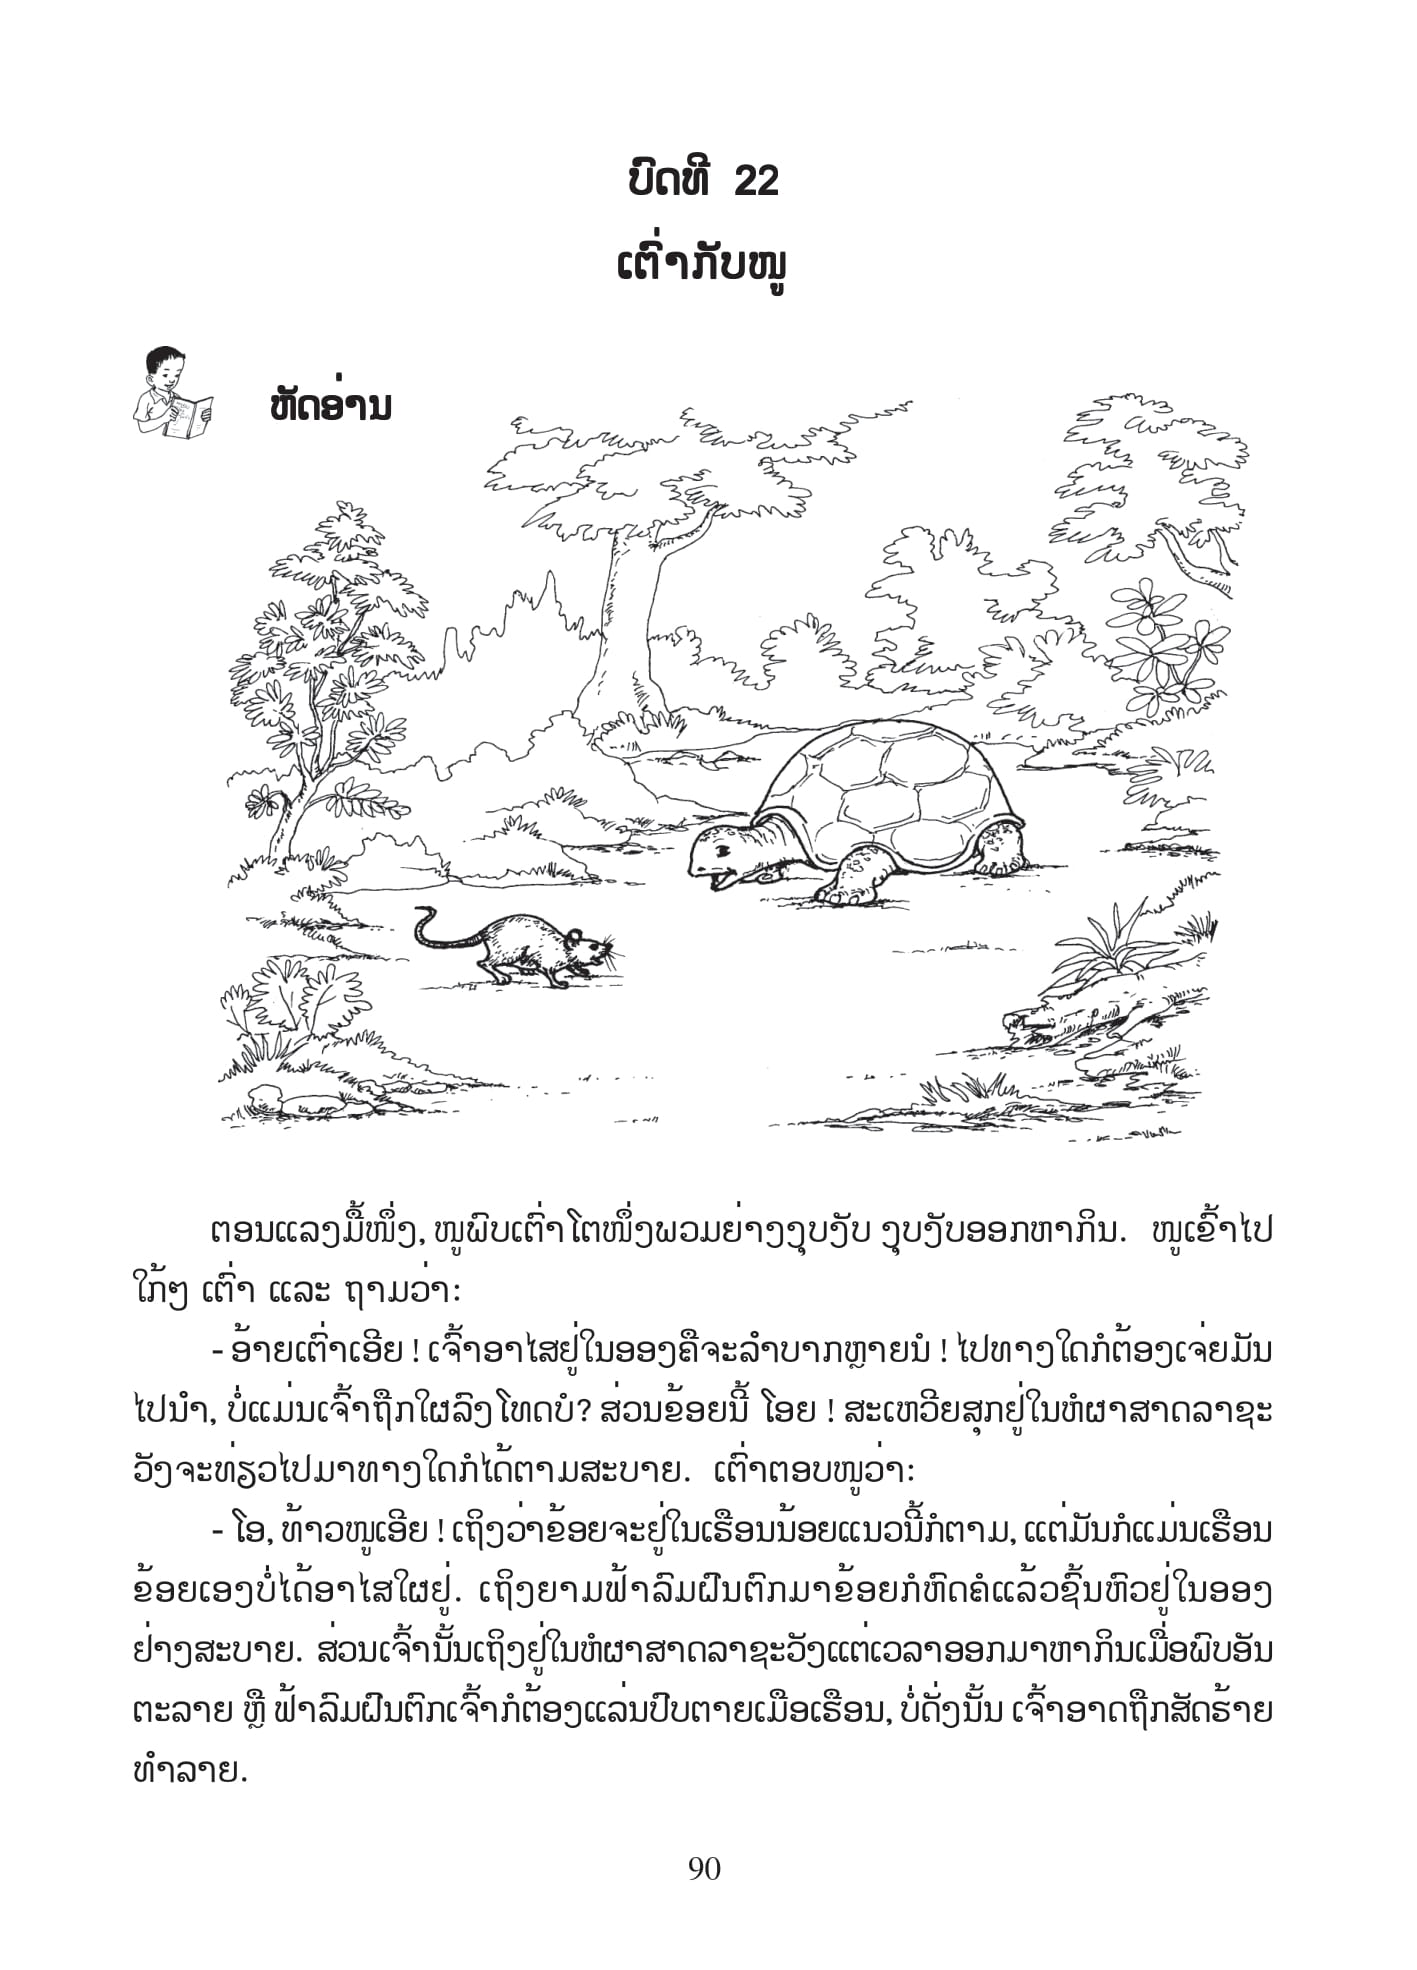 ບົດທີ 22
ເຕົ່າກັບໜູ
ຫັດອ່ານ
ຕອນແລງມື້ໜຶ່ງ, ໜູພົບເຕົ່າໂຕໜຶ່ງພວມຍ່າງງຸບງັບ ງຸບງັບອອກຫາກິນ. ໜູເຂົ້າໄປ
ໃກ້ໆ ເຕົ່າ ແລະ ຖາມວ່າ:
- ອ້າຍເຕົ່າເອີຍ ! ເຈົ້າອາໄສຢູ່ໃນອອງຄືຈະລຳບາກຫຼາຍນໍ ! ໄປທາງໃດກໍຕ້ອງເຈ່ຍມັນ
ໄປນຳ, ບໍ່ແມ່ນເຈົ້າຖືກໃຜລົງໂທດບໍ? ສ່ວນຂ້ອຍນີ້ ໂອຍ ! ສະເຫວີຍສຸກຢູ່ໃນຫໍຜາສາດລາຊະ
ວັງຈະທ່ຽວໄປມາທາງໃດກໍໄດ້ຕາມສະບາຍ. ເຕົ່າຕອບໜູວ່າ:
- ໂອ, ທ້າວໜູເອີຍ ! ເຖິງວ່າຂ້ອຍຈະຢູ່ໃນເຮືອນນ້ອຍແນວນີ້ກໍຕາມ, ແຕ່ມັນກໍແມ່ນເຮືອນ
ຂ້ອຍເອງບໍ່ໄດ້ອາໄສໃຜຢູ່. ເຖິງຍາມຟ້າລົມຝົນຕົກມາຂ້ອຍກໍຫົດຄໍແລ້ວຊົ້ນຫົວຢູ່ໃນອອງ
ຢ່າງສະບາຍ. ສ່ວນເຈົ້ານັ້ນເຖິງຢູ່ໃນຫໍຜາສາດລາຊະວັງແຕ່ເວລາອອກມາຫາກິນເມື່ອພົບອັນ
ຕະລາຍ ຫຼື ຟ້າລົມຝົນຕົກເຈົ້າກໍຕ້ອງແລ່ນປົບຕາຍເມືອເຮືອນ, ບໍ່ດັ່ງນັ້ນ ເຈົ້າອາດຖືກສັດຮ້າຍ
ທຳລາຍ.
90